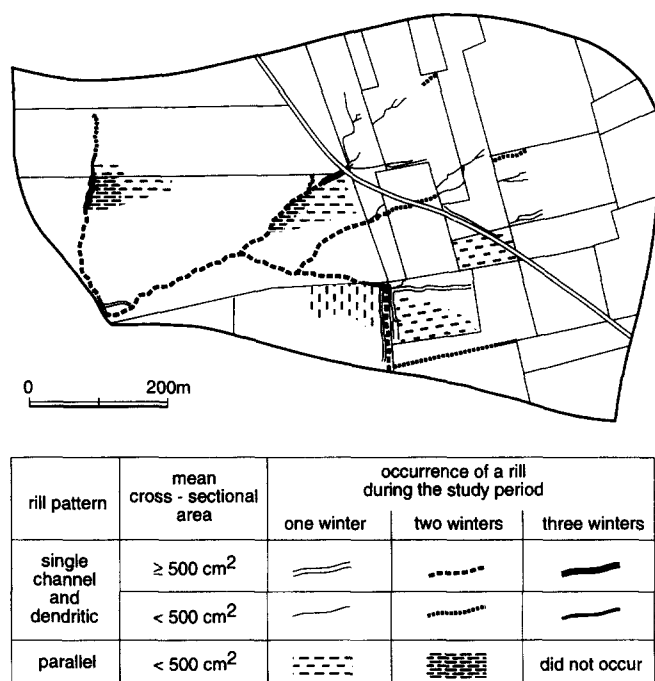 0 200m
rill pattern
mean
cross - sectional
area
occurrence of a rill
during the study period
one winter two winters three winters
single
channel
and
dendritic
≥ 500 cm²
< 500 cm²
parallel < 500 cm² did not occur